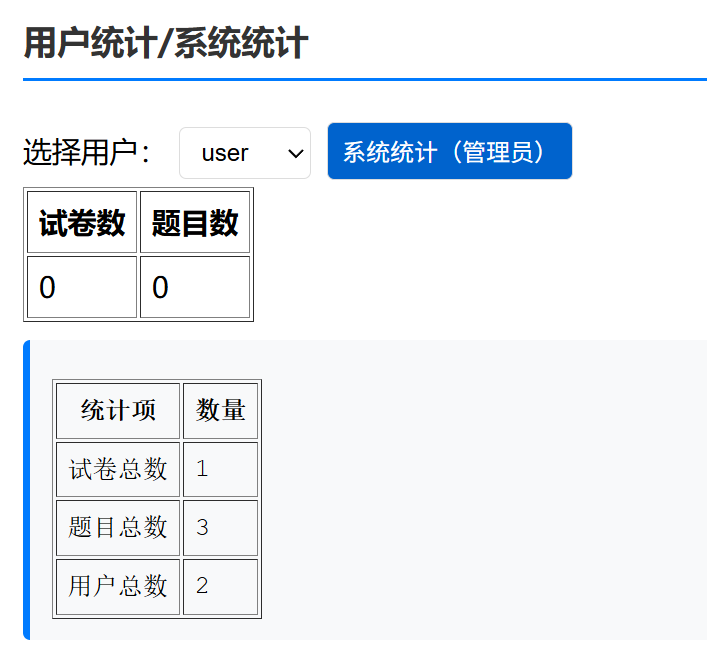 用户统计/系统统计
选择用户： user 系统统计（管理员）
试卷数 题目数
0 0
统计项 数量
试卷总数 1
题目总数 3
用户总数 2